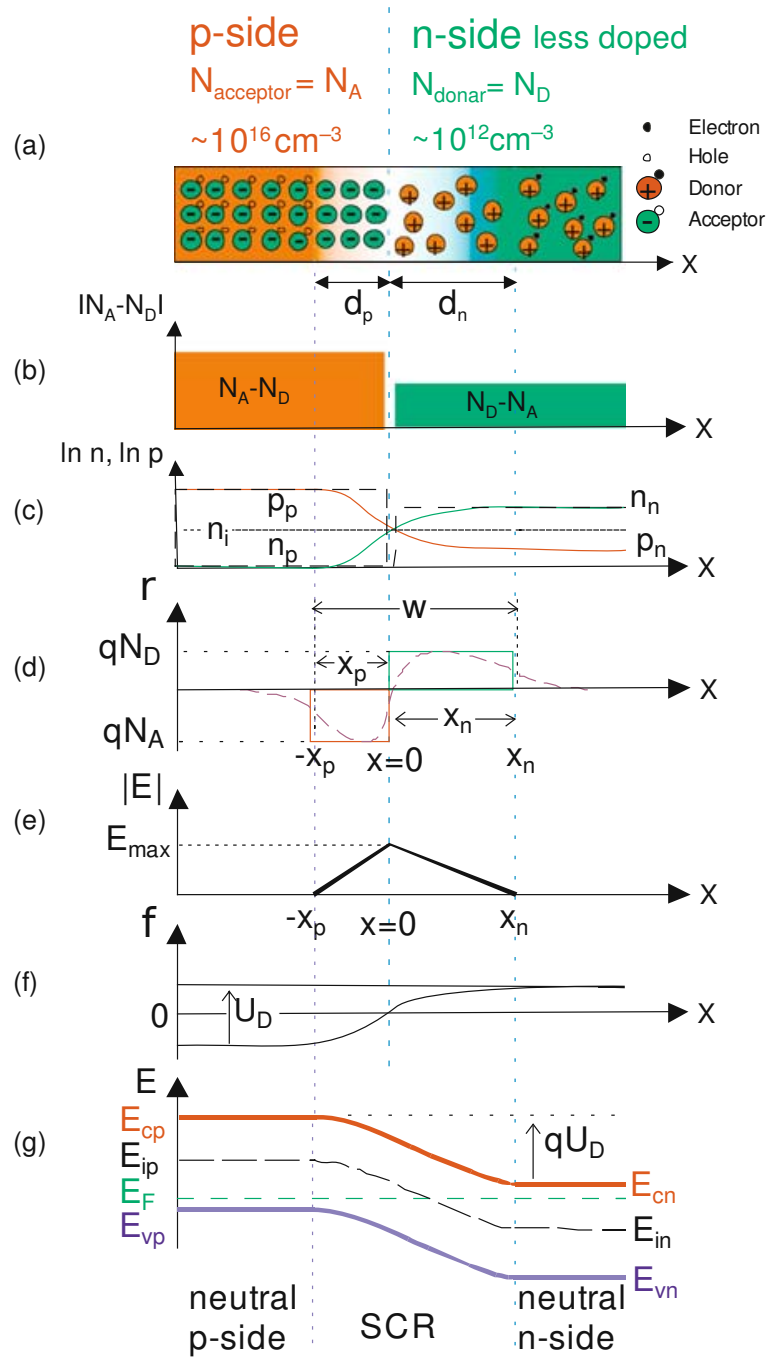 p-side
n-side less doped
N_acceptor = N_A
N_donar = N_D
~10^16 cm^–3
~10^12 cm^–3
Electron
Hole
Donor
Acceptor
(a)
X
d_p
d_n
|N_A-N_D|
(b)
N_A-N_D
N_D-N_A
X
ln n, ln p
(c)
p_p
n_i
n_p
n_n
p_n
X
r
w
(d)
qN_D
x_p
X
qN_A
x_n
-x_p
x=0
x_n
|E|
(e)
E_max
X
-x_p
x=0
x_n
f
(f)
0
U_D
X
E
(g)
E_cp
qU_D
E_ip
E_F
E_cn
E_vp
E_in
E_vn
neutral
p-side
SCR
neutral
n-side